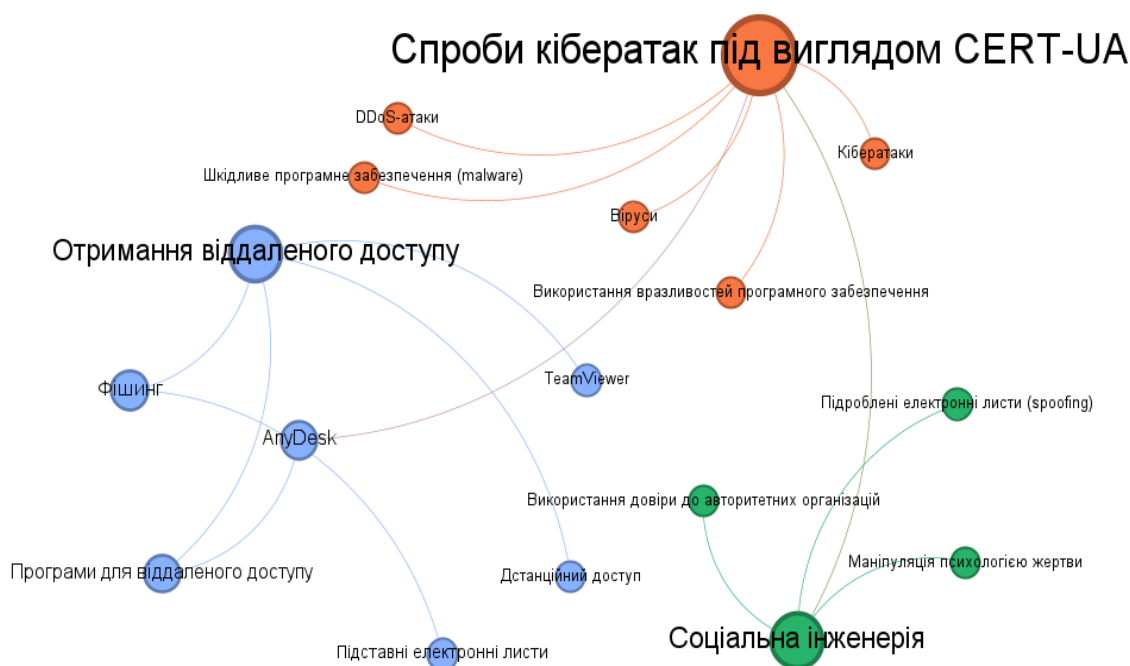 Спроби кібератак під виглядом CERT-UA
DDoS-атаки
Кібератаки
Шкідливе програмне забезпечення (malware)
Віруси
Отримання віддаленого доступу
Використання вразливостей програмного забезпечення
TeamViewer
Фішинг
Підроблені електронні листи (spoofing)
AnyDesk
Використання довіри до авторитетних організацій
Маніпуляція психологією жертви
Програми для віддаленого доступу
Дстанційний доступ
Соціальна інженерія
Підставні електронні листи